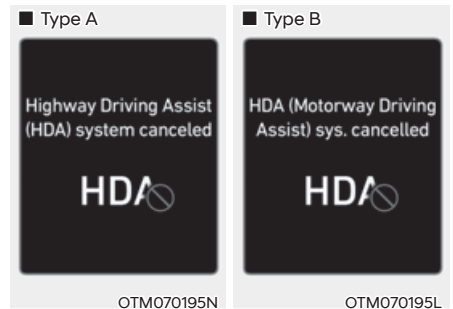 ■ Type A
Highway Driving Assist
(HDA) system canceled
HDA
OTM070195N
■ Type B
HDA (Motorway Driving
Assist) sys. cancelled
HDA
OTM070195L